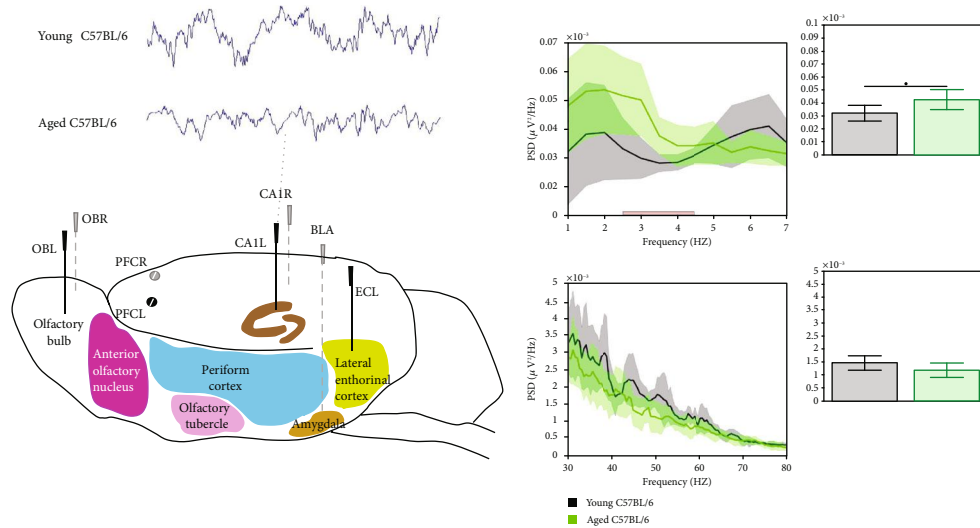 Young C57BL/6
Aged C57BL/6
OBR
OBL
PFCR
PFCL
CA1R
CA1L
BLA
ECL
Olfactory
bulb
Anterior
olfactory
nucleus
Periform
cortex
Olfactory
tubercle
Lateral
enthorinal
cortex
Amygdala
×10⁻³
0.07
0.06
0.05
0.04
0.03
0.02
0.01
0
PSD (μ V²/Hz)
1 2 3 4 5 6 7
Frequency (HZ)
×10⁻³
0.1
0.09
0.08
0.07
0.06
0.05
0.04
0.03
0.02
0.01
0
×10⁻³
5
4.5
4
3.5
3
2.5
2
1.5
1
0.5
0
PSD (μ V²/Hz)
30 40 50 60 70 80
Frequency (HZ)
×10⁻³
5
4.5
4
3.5
3
2.5
2
1.5
1
0.5
0
Young C57BL/6
Aged C57BL/6